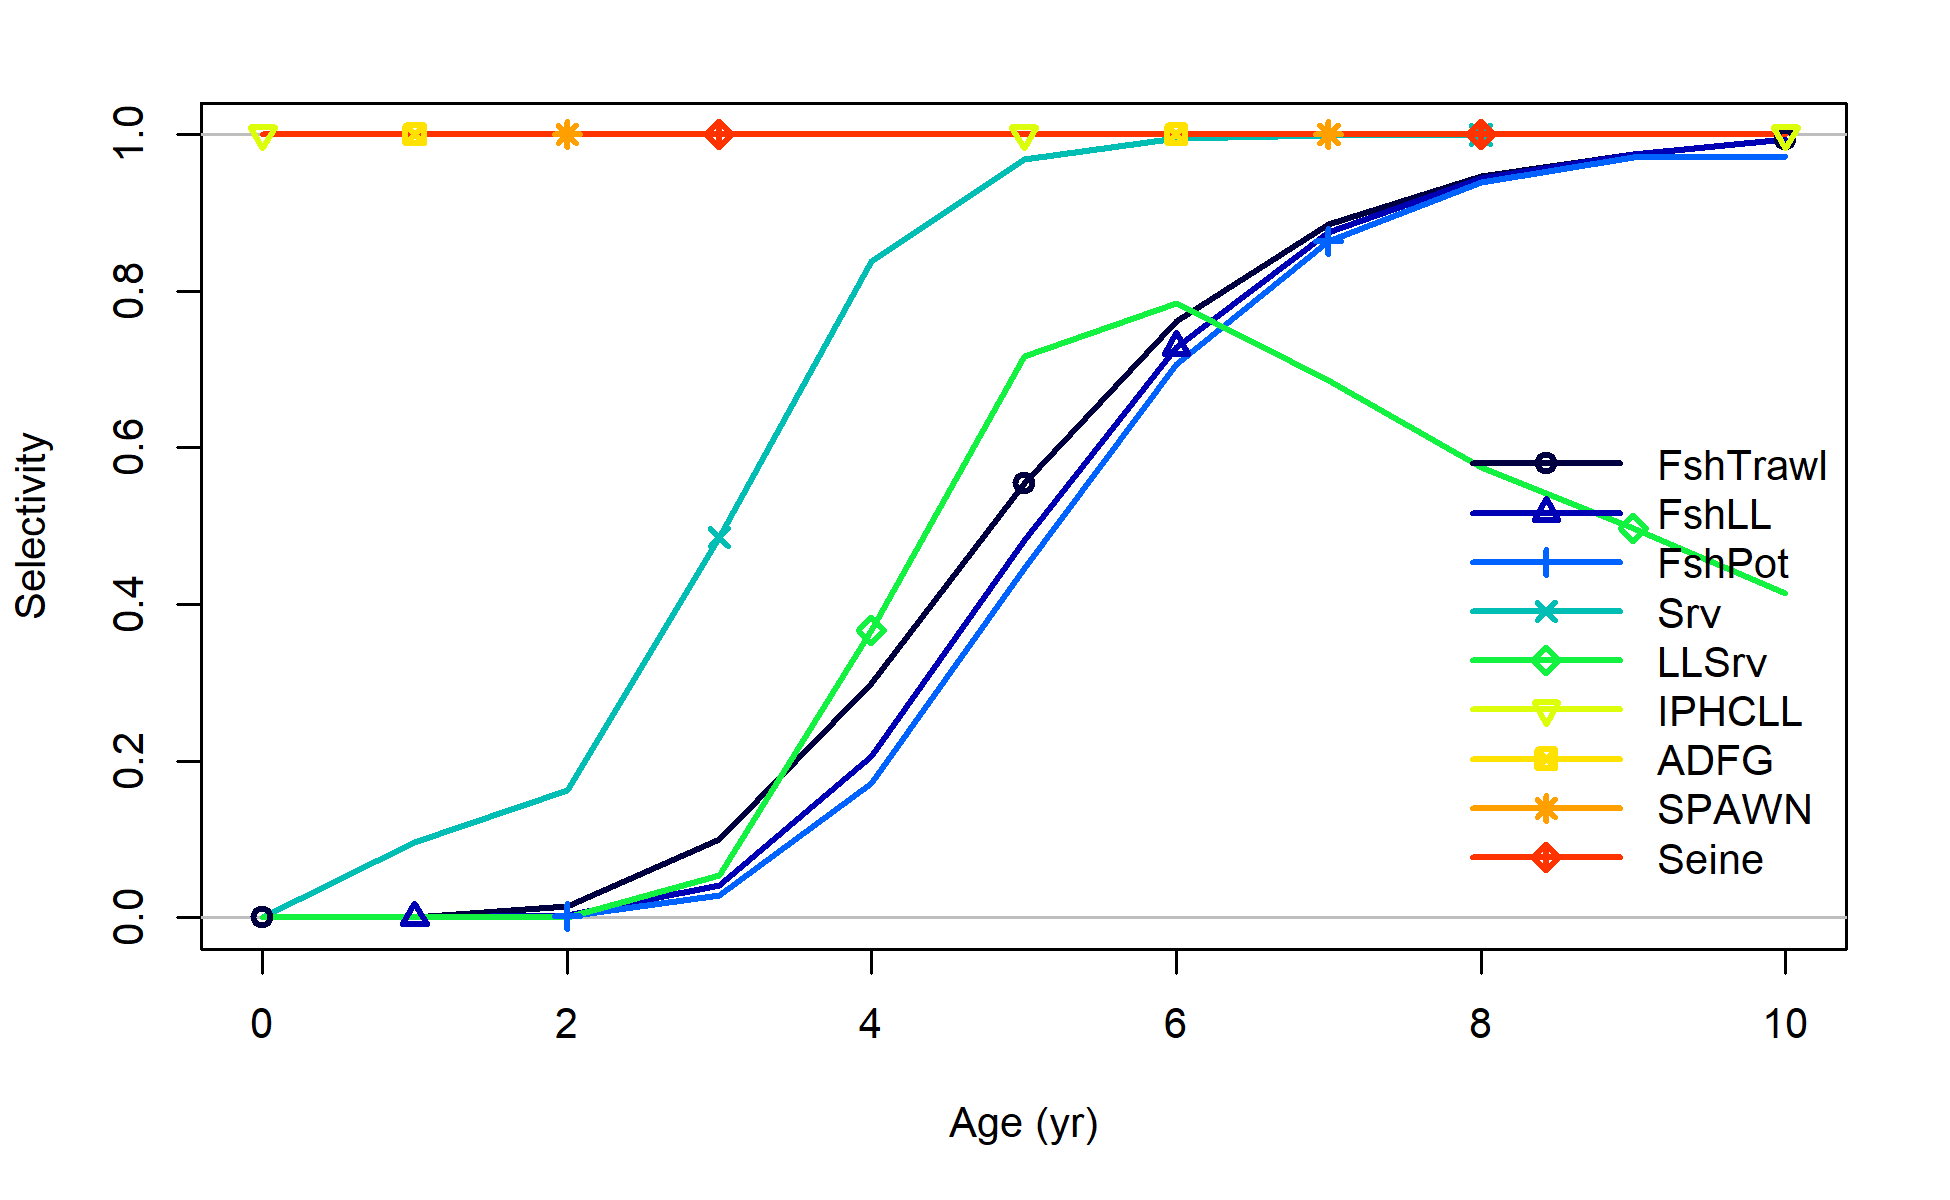 Selectivity
1.0
0.8
0.6
0.4
0.2
0.0
FshTrawl
FshLL
FshPot
Srv
LLSrv
IPHCLL
ADFG
SPAWN
Seine
0 2 4 6 8 10
Age (yr)